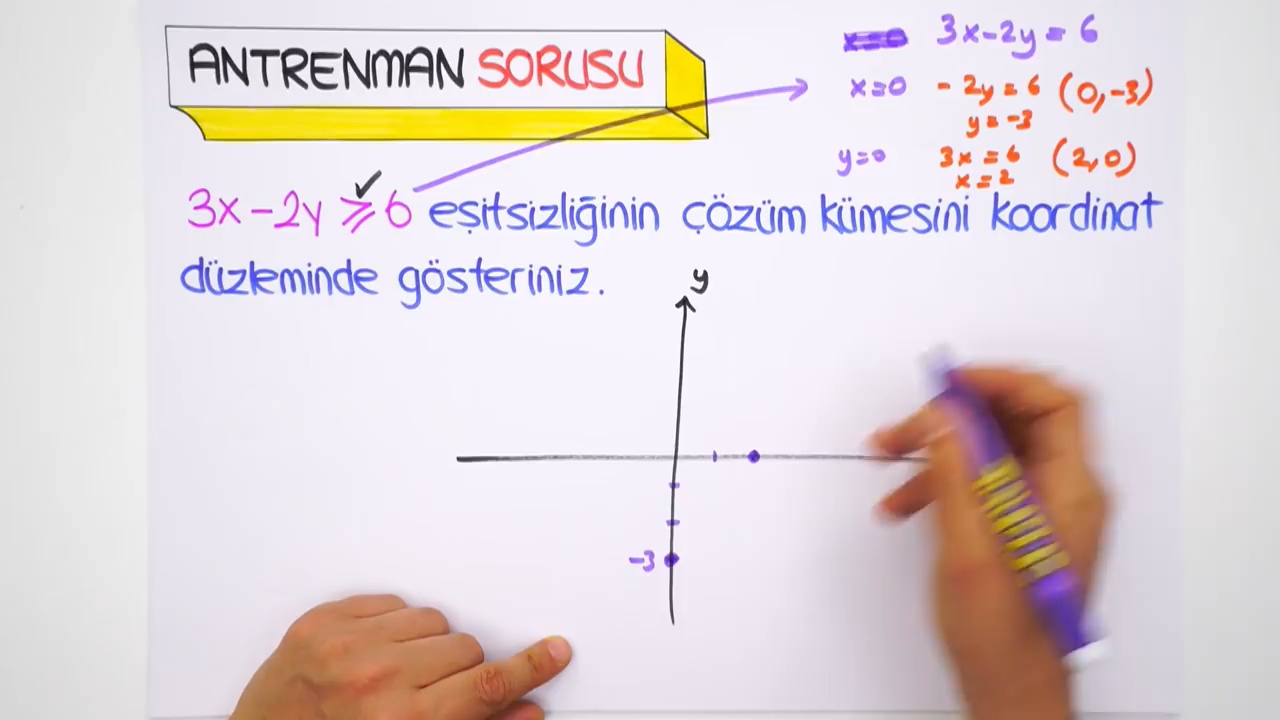 ANTRENMAN SORUSU
x=0 3x-2y=6
x=0 -2y=6 (0,-3)
y=-3
y=0 3x=6 (2,0)
x=2
3x-2y ⩾ 6 eşitsizliğinin çözüm kümesini koordinat
düzleminde gösteriniz.
y
-3